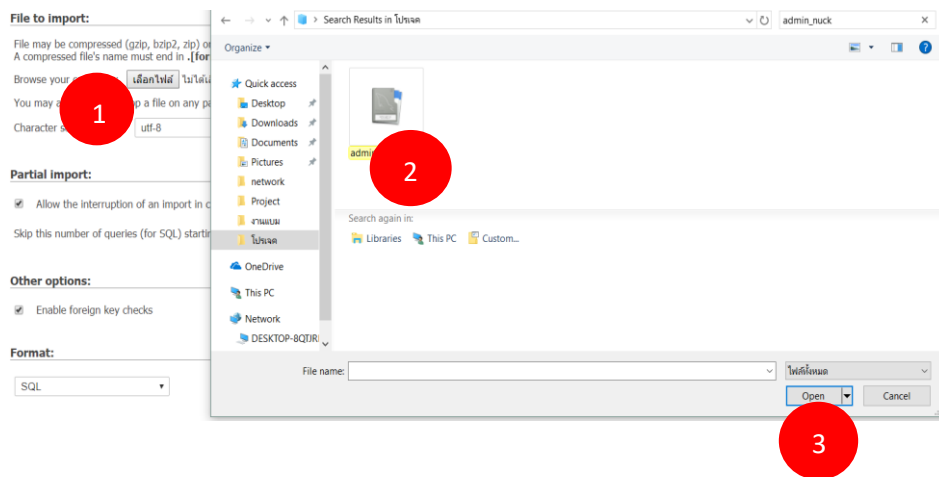 File to import:
File may be compressed (gzip, bzip2, zip) or
A compressed file's name must end in .[for
Browse your
เลือกไฟล์
You may a
p a file on any pa
Character s
utf-8
Partial import:
Allow the interruption of an import in c
Skip this number of queries (for SQL) startin
Other options:
Enable foreign key checks
Format:
SQL
1
Search Results in โปรเจค
admin_nuck
Organize
Quick access
Desktop
Downloads
Documents
Pictures
network
Project
งานแบม
โปรเจค
OneDrive
This PC
Network
DESKTOP-8QTJR
admi
2
Search again in:
Libraries This PC Custom...
File name:
ไฟล์ทั้งหมด
Open Cancel
3